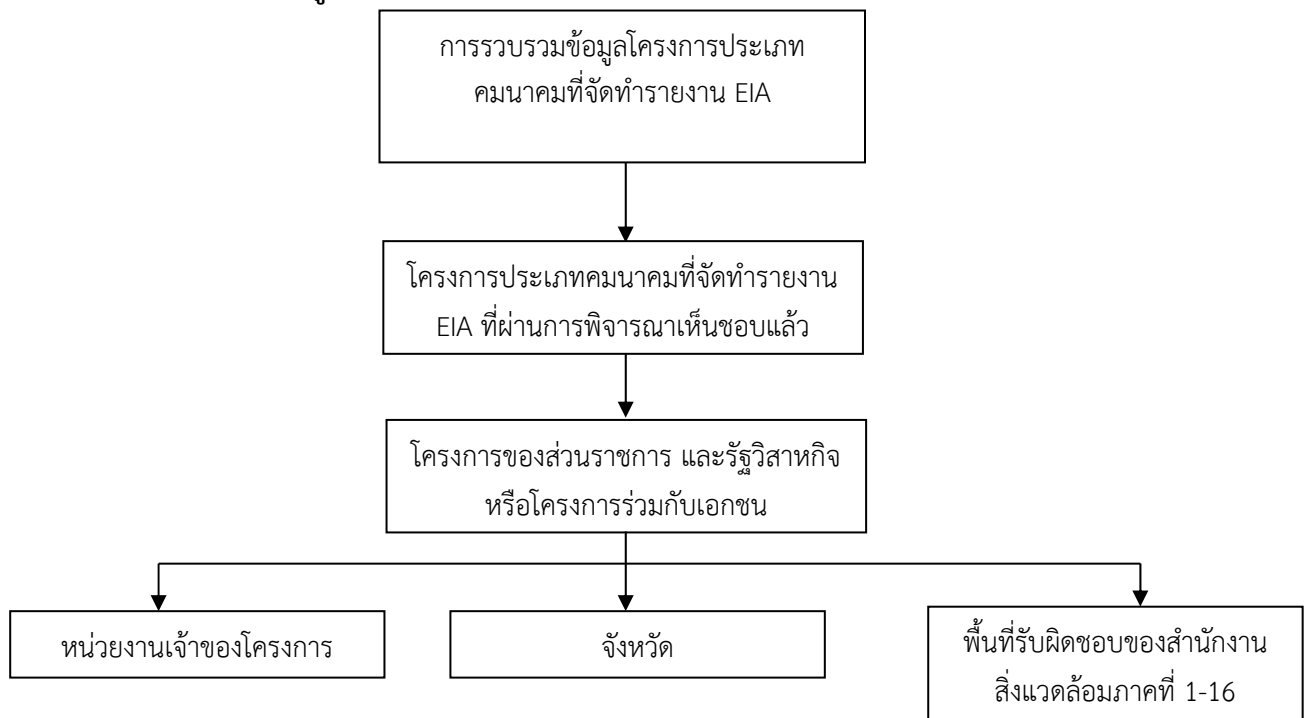 การรวบรวมข้อมูลโครงการประเภท
คมนาคมที่จัดทำรายงาน EIA
โครงการประเภทคมนาคมที่จัดทำรายงาน
EIA ที่ผ่านการพิจารณาเห็นชอบแล้ว
โครงการของส่วนราชการ และรัฐวิสาหกิจ
หรือโครงการร่วมกับเอกชน
หน่วยงานเจ้าของโครงการ
จังหวัด
พื้นที่รับผิดชอบของสำนักงาน
สิ่งแวดล้อมภาคที่ 1-16